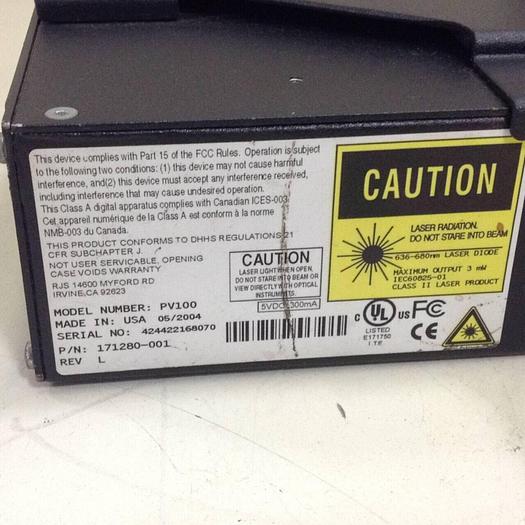 This device complies with Part 15 of the FCC Rules. Operation is subject
to the following two conditions: (1) this device may not cause harmful
interference, and(2) this device must accept any interference received,
including interference that may cause undesired operation.
This Class A digital apparatus complies with Canadian ICES-003
Cet appareil numérique de la Class A est conform à la norme
NMB-003 du Canada.
THIS PRODUCT CONFORMS TO DHHS REGULATIONS 21
CFR SUBCHAPTER J.
NOT USER SERVICABLE, OPENING
CASE VOIDS WARRANTY
RJS 14600 MYFORD RD
IRVINE,CA 92623
MODEL NUMBER: PV100
MADE IN: USA 05/2004
SERIAL NO: 424422168070
P/N: 171280-001
REV L
CAUTION
LASER LIGHT WHEN OPEN,
DO NOT STARE INTO BEAM OR
VIEW DIRECTLY WITH OPTICAL
INSTRUMENTS.
5VDC 300mA
CAUTION
LASER RADIATION.
DO NOT STARE INTO BEAM
636-680nm LASER DIODE
MAXIMUM OUTPUT 3 mW
IEC60825-01
CLASS II LASER PRODUCT
C UL US FC
LISTED
E171750
I.T.E
CE